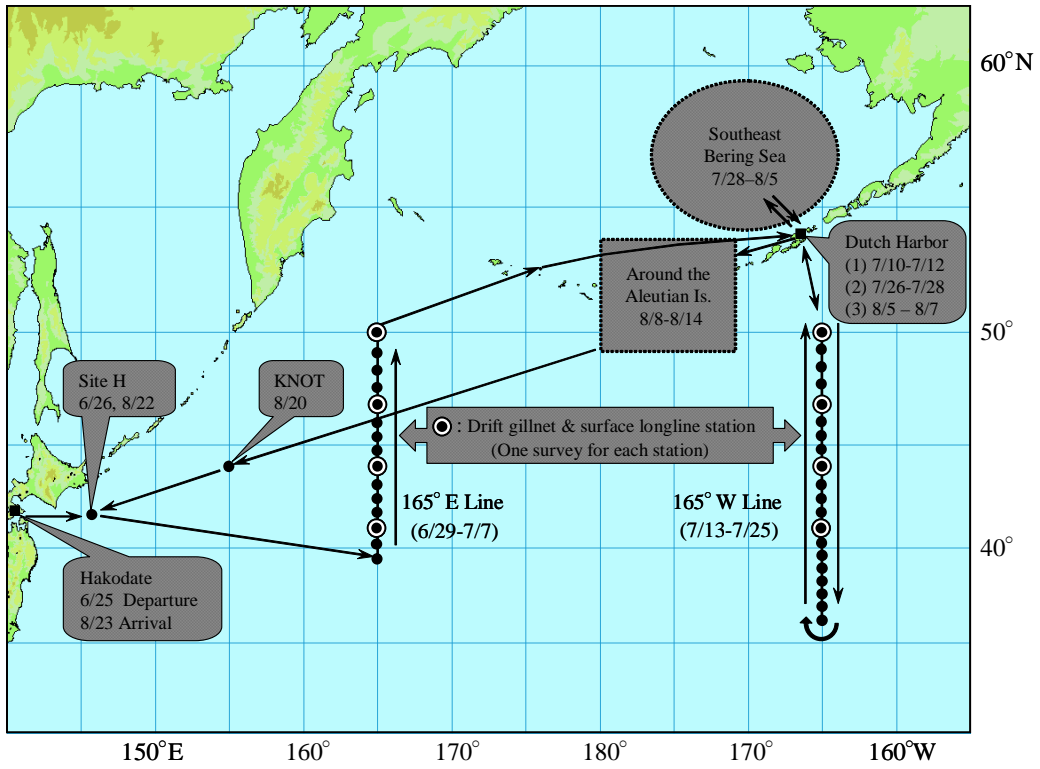 60°N
Southeast
Bering Sea
7/28–8/5
Dutch Harbor
(1) 7/10-7/12
(2) 7/26-7/28
(3) 8/5 – 8/7
Around the
Aleutian Is.
8/8-8/14
50°
Site H
6/26, 8/22
KNOT
8/20
: Drift gillnet & surface longline station
(One survey for each station)
165° E Line
(6/29-7/7)
165° W Line
(7/13-7/25)
40°
Hakodate
6/25 Departure
8/23 Arrival
150°E
160°
170°
180°
170°
160°W